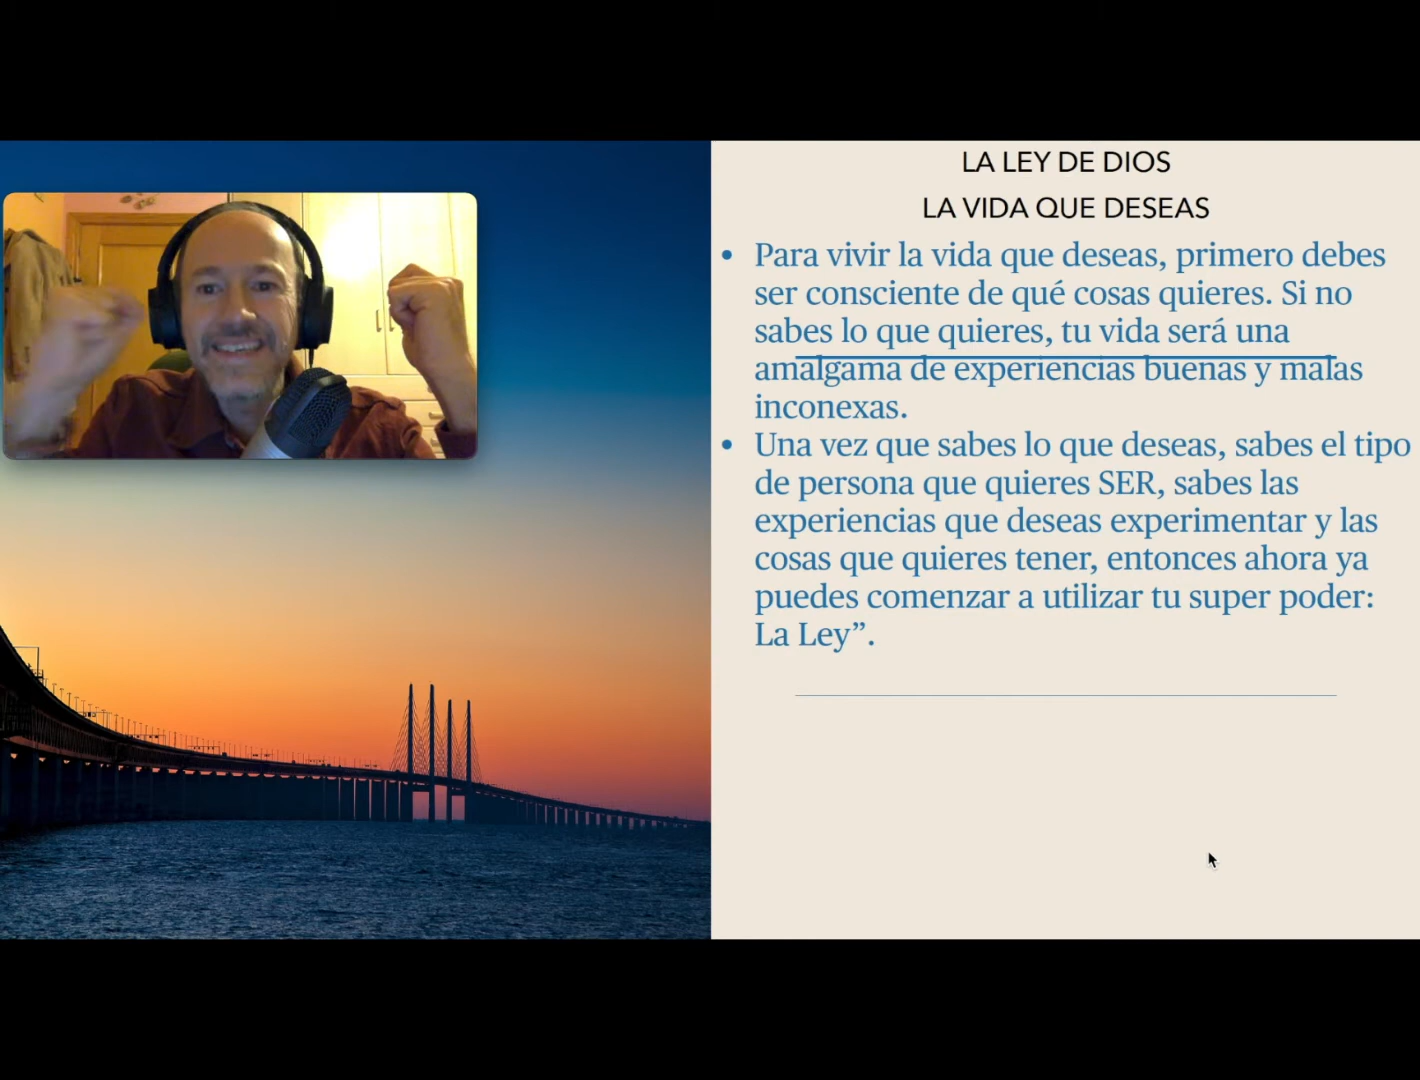 LA LEY DE DIOS
LA VIDA QUE DESEAS
• Para vivir la vida que deseas, primero debes
ser consciente de qué cosas quieres. Si no
sabes lo que quieres, tu vida será una
amalgama de experiencias buenas y malas
inconexas.
• Una vez que sabes lo que deseas, sabes el tipo
de persona que quieres SER, sabes las
experiencias que deseas experimentar y las
cosas que quieres tener, entonces ahora ya
puedes comenzar a utilizar tu super poder:
La Ley”.